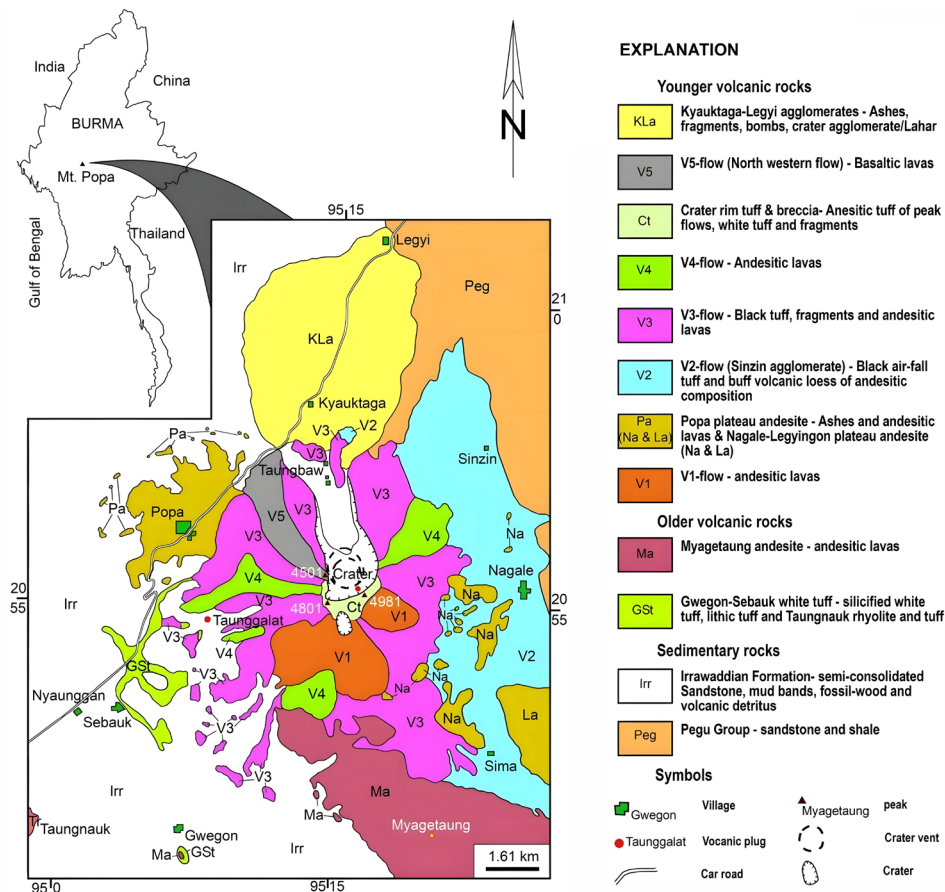 India
China
BURMA
Mt. Popa
Thailand
Gulf of Bengal
N
95 15
Legyi
Irr
Peg
21
0
KLa
Kyauktaga
V3
V2
V3
Pa
Taungbaw
Sinzin
Pa
Popa
V5
V3
V3
V3
V4
Na
4501
Crater
V4
V3
Nagale
20
55
Irr
V3
4801
4981
Ct
V1
Na
Na
Na
20
55
Taunggalat
V3
V4
V1
V2
GSt
V3
V4
Na
Na
Na
La
Nyaunggan
Sebauk
V3
V3
Sima
Irr
V3
Ma
Ma
Tr
Taungnauk
Gwegon
GSt
Ma
Irr
Myagetaung
1.61 km
95 0
95 15
EXPLANATION
Younger volcanic rocks
KLa
Kyauktaga-Legyi agglomerates - Ashes,
fragments, bombs, crater agglomerate/Lahar
V5
V5-flow (North western flow) - Basaltic lavas
Ct
Crater rim tuff & breccia- Anesitic tuff of peak
flows, white tuff and fragments
V4
V4-flow - Andesitic lavas
V3
V3-flow - Black tuff, fragments and andesitic
lavas
V2
V2-flow (Sinzin agglomerate) - Black air-fall
tuff and buff volcanic loess of andesitic
composition
Pa
(Na & La)
Popa plateau andesite - Ashes and andesitic
lavas & Nagale-Legyingon plateau andesite
(Na & La)
V1
V1-flow - andesitic lavas
Older volcanic rocks
Ma
Myagetaung andesite - andesitic lavas
GSt
Gwegon-Sebauk white tuff - silicified white
tuff, lithic tuff and Taungnauk rhyolite and tuff
Sedimentary rocks
Irr
Irrawaddian Formation- semi-consolidated
Sandstone, mud bands, fossil-wood and
volcanic detritus
Peg
Pegu Group - sandstone and shale
Symbols
Gwegon
Village
Myagetaung
peak
Taunggalat
Vocanic plug
Crater vent
Car road
Crater